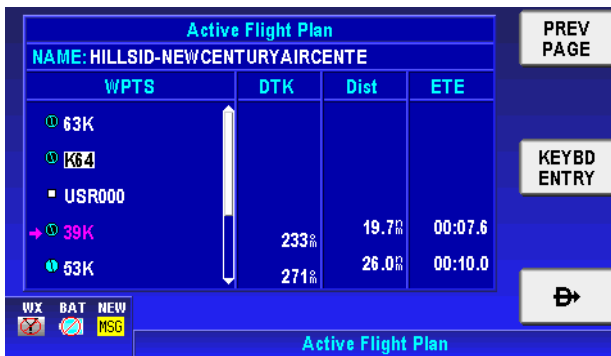 Active Flight Plan
PREV PAGE
NAME: HILLSID-NEWCENTURYAIRCENTE
WPTS DTK Dist ETE
63K
K64
KEYBD ENTRY
USR000
39K 233 19.7 00:07.6
53K 271 26.0 00:10.0
WX BAT NEW
MSG
Active Flight Plan